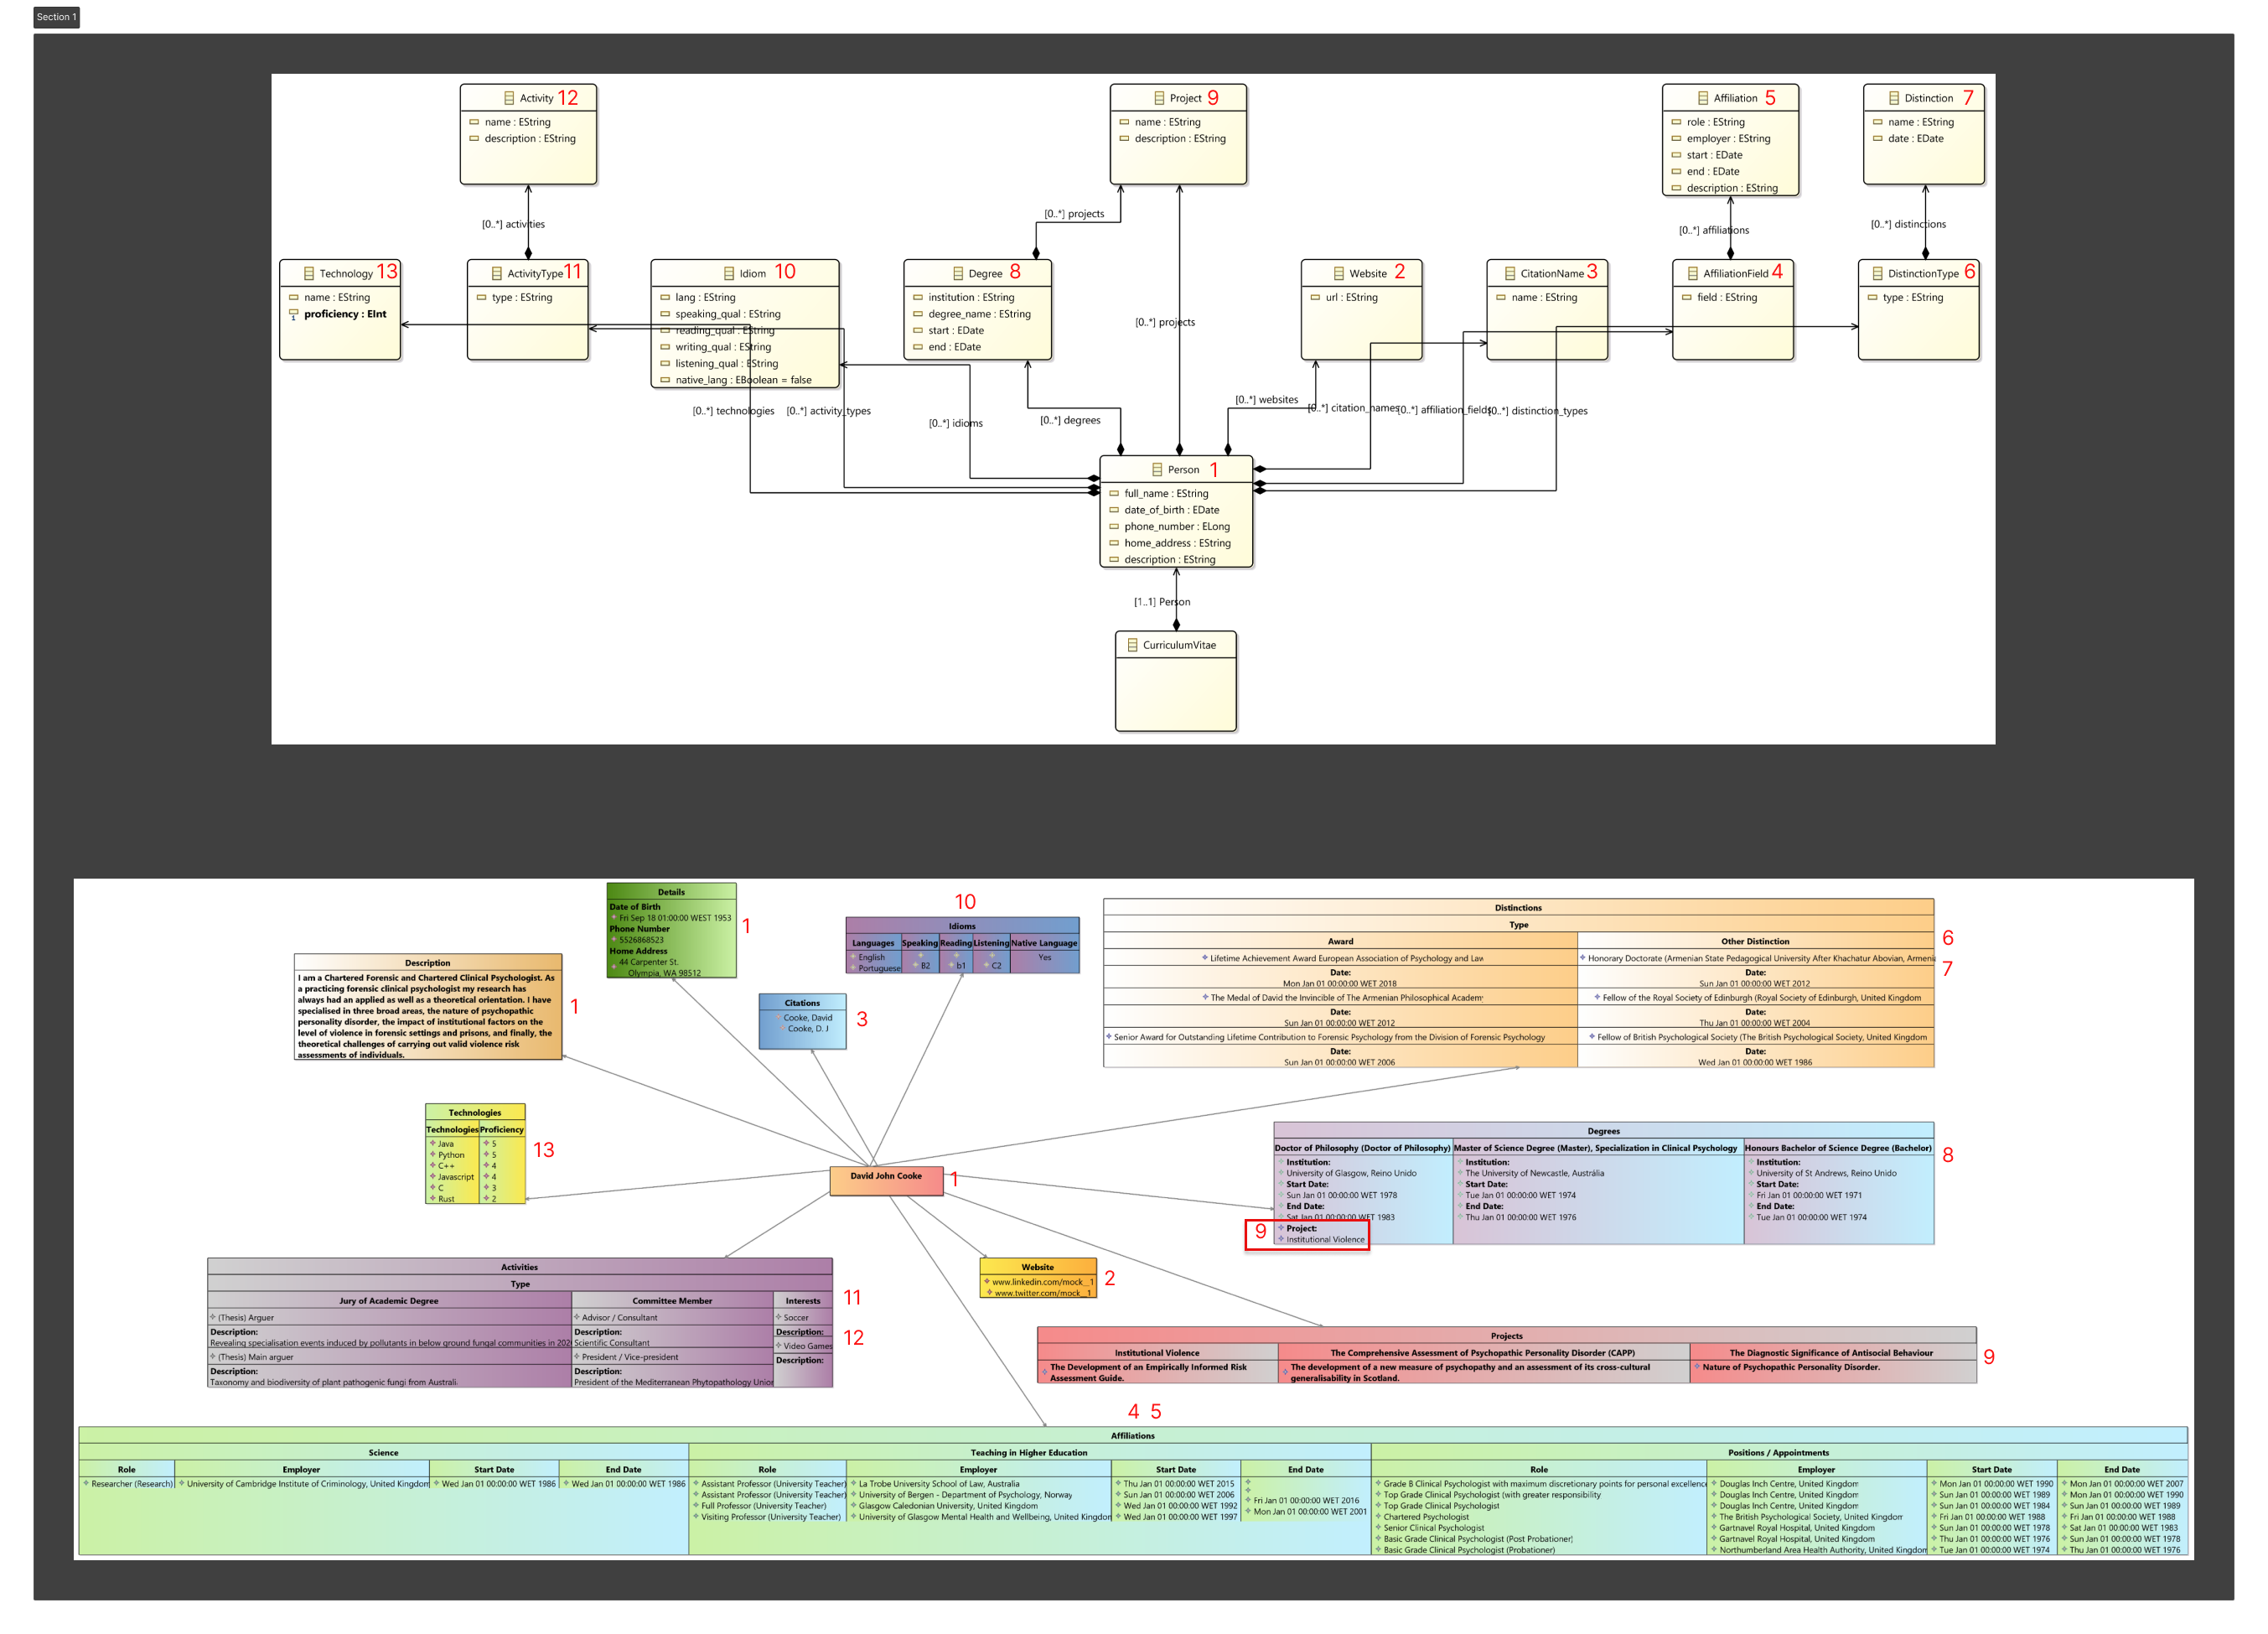 Section 1
Activity 12
name : EString
description : EString
Project 9
name : EString
description : EString
Affiliation 5
role : EString
employer : EString
start : EDate
end : EDate
description : EString
Distinction 7
name : EString
date : EDate
[0..*] activities
[0..*] projects
[0..*] affiliations
[0..*] distinctions
Technology 13
name : EString
1
proficiency : EInt
ActivityType 11
type : EString
Idiom 10
lang : EString
speaking_qual : EString
reading_qual : EString
writing_qual : EString
listening_qual : EString
native_lang : EBoolean = false
Degree 8
institution : EString
degree_name : EString
start : EDate
end : EDate
[0..*] projects
Website 2
url : EString
CitationName 3
name : EString
AffiliationField 4
field : EString
DistinctionType 6
type : EString
[0..*] technologies
[0..*] activity_types
[0..*] idioms
[0..*] degrees
[0..*] websites
[0..*] citation_names
[0..*] affiliation_fields
[0..*] distinction_types
Person 1
full_name : EString
date_of_birth : EDate
phone_number : ELong
home_address : EString
description : EString
[1..1] Person
CurriculumVitae
Details
Date of Birth
Fri Sep 18 01:00:00 WEST 1953
Phone Number
5526868523
Home Address
44 Carpenter St.
Olympia, WA 98512
1
10
Idioms
Languages Speaking Reading Listening Native Language
English Yes
Portuguese B2 b1 C2
Distinctions
Type
Award Other Distinction
6
Lifetime Achievement Award European Association of Psychology and Law
Honorary Doctorate (Armenian State Pedagogical University After Khachatur Abovian, Armenia
7
Date: Date:
Mon Jan 01 00:00:00 WET 2018 Sun Jan 01 00:00:00 WET 2012
The Medal of David the Invincible of The Armenian Philosophical Academy
Fellow of the Royal Society of Edinburgh (Royal Society of Edinburgh, United Kingdom
Date: Date:
Sun Jan 01 00:00:00 WET 2012 Thu Jan 01 00:00:00 WET 2004
Senior Award for Outstanding Lifetime Contribution to Forensic Psychology from the Division of Forensic Psychology
Fellow of British Psychological Society (The British Psychological Society, United Kingdom
Date: Date:
Sun Jan 01 00:00:00 WET 2006 Wed Jan 01 00:00:00 WET 1986
Description
I am a Chartered Forensic and Chartered Clinical Psychologist. As
a practicing forensic clinical psychologist my research has
always had an applied as well as a theoretical orientation. I have
specialised in three broad areas, the nature of psychopathic
personality disorder, the impact of institutional factors on the
level of violence in forensic settings and prisons, and finally, the
theoretical challenges of carrying out valid violence risk
assessments of individuals.
1
Citations
Cooke, David
Cooke, D. J
3
Technologies
Technologies Proficiency
Java 5
Python 5
C++ 4
Javascript 4
C 3
Rust 2
13
David John Cooke 1
Degrees
8
Doctor of Philosophy (Doctor of Philosophy) Master of Science Degree (Master), Specialization in Clinical Psychology Honours Bachelor of Science Degree (Bachelor)
Institution: Institution: Institution:
University of Glasgow, Reino Unido The University of Newcastle, Austrália University of St Andrews, Reino Unido
Start Date: Start Date: Start Date:
Sun Jan 01 00:00:00 WET 1978 Tue Jan 01 00:00:00 WET 1974 Fri Jan 01 00:00:00 WET 1971
End Date: End Date: End Date:
Sat Jan 01 00:00:00 WET 1983 Thu Jan 01 00:00:00 WET 1976 Tue Jan 01 00:00:00 WET 1974
9 Project:
Institutional Violence
Activities
Type
Jury of Academic Degree Committee Member Interests
11
(Thesis) Arguer Advisor / Consultant Soccer
Description: Description: Description:
12
Revealing specialisation events induced by pollutants in below ground fungal communities in 202 Scientific Consultant Video Games
(Thesis) Main arguer President / Vice-president Description:
Description: Description:
Taxonomy and biodiversity of plant pathogenic fungi from Australi President of the Mediterranean Phytopathology Union
Website
www.linkedin.com/mock_1
www.twitter.com/mock_1
2
Projects
Institutional Violence The Comprehensive Assessment of Psychopathic Personality Disorder (CAPP) The Diagnostic Significance of Antisocial Behaviour
9
The Development of an Empirically Informed Risk
Assessment Guide.
The development of a new measure of psychopathy and an assessment of its cross-cultural
generalisability in Scotland.
Nature of Psychopathic Personality Disorder.
4 5
Affiliations
Science Teaching in Higher Education Positions / Appointments
Role Employer Start Date End Date Role Employer Start Date End Date Role Employer Start Date End Date
Researcher (Research) University of Cambridge Institute of Criminology, United Kingdom Wed Jan 01 00:00:00 WET 1986 Wed Jan 01 00:00:00 WET 1986
Assistant Professor (University Teacher) La Trobe University School of Law, Australia Thu Jan 01 00:00:00 WET 2015
Assistant Professor (University Teacher) University of Bergen - Department of Psychology, Norway Sun Jan 01 00:00:00 WET 2006
Full Professor (University Teacher) Glasgow Caledonian University, United Kingdom Wed Jan 01 00:00:00 WET 1992 Fri Jan 01 00:00:00 WET 2016
Visiting Professor (University Teacher) University of Glasgow Mental Health and Wellbeing, United Kingdom Wed Jan 01 00:00:00 WET 1997 Mon Jan 01 00:00:00 WET 2001
Grade B Clinical Psychologist with maximum discretionary points for personal excellence Douglas Inch Centre, United Kingdom Mon Jan 01 00:00:00 WET 1990 Mon Jan 01 00:00:00 WET 2007
Top Grade Clinical Psychologist (with greater responsibility Douglas Inch Centre, United Kingdom Sun Jan 01 00:00:00 WET 1989 Mon Jan 01 00:00:00 WET 1990
Top Grade Clinical Psychologist Douglas Inch Centre, United Kingdom Sun Jan 01 00:00:00 WET 1984 Sun Jan 01 00:00:00 WET 1989
Chartered Psychologist The British Psychological Society, United Kingdom Fri Jan 01 00:00:00 WET 1988 Fri Jan 01 00:00:00 WET 1988
Senior Clinical Psychologist Gartnavel Royal Hospital, United Kingdom Sun Jan 01 00:00:00 WET 1978 Sat Jan 01 00:00:00 WET 1983
Basic Grade Clinical Psychologist (Post Probationer) Gartnavel Royal Hospital, United Kingdom Thu Jan 01 00:00:00 WET 1976 Sun Jan 01 00:00:00 WET 1978
Basic Grade Clinical Psychologist (Probationer) Northumberland Area Health Authority, United Kingdom Tue Jan 01 00:00:00 WET 1974 Thu Jan 01 00:00:00 WET 1976